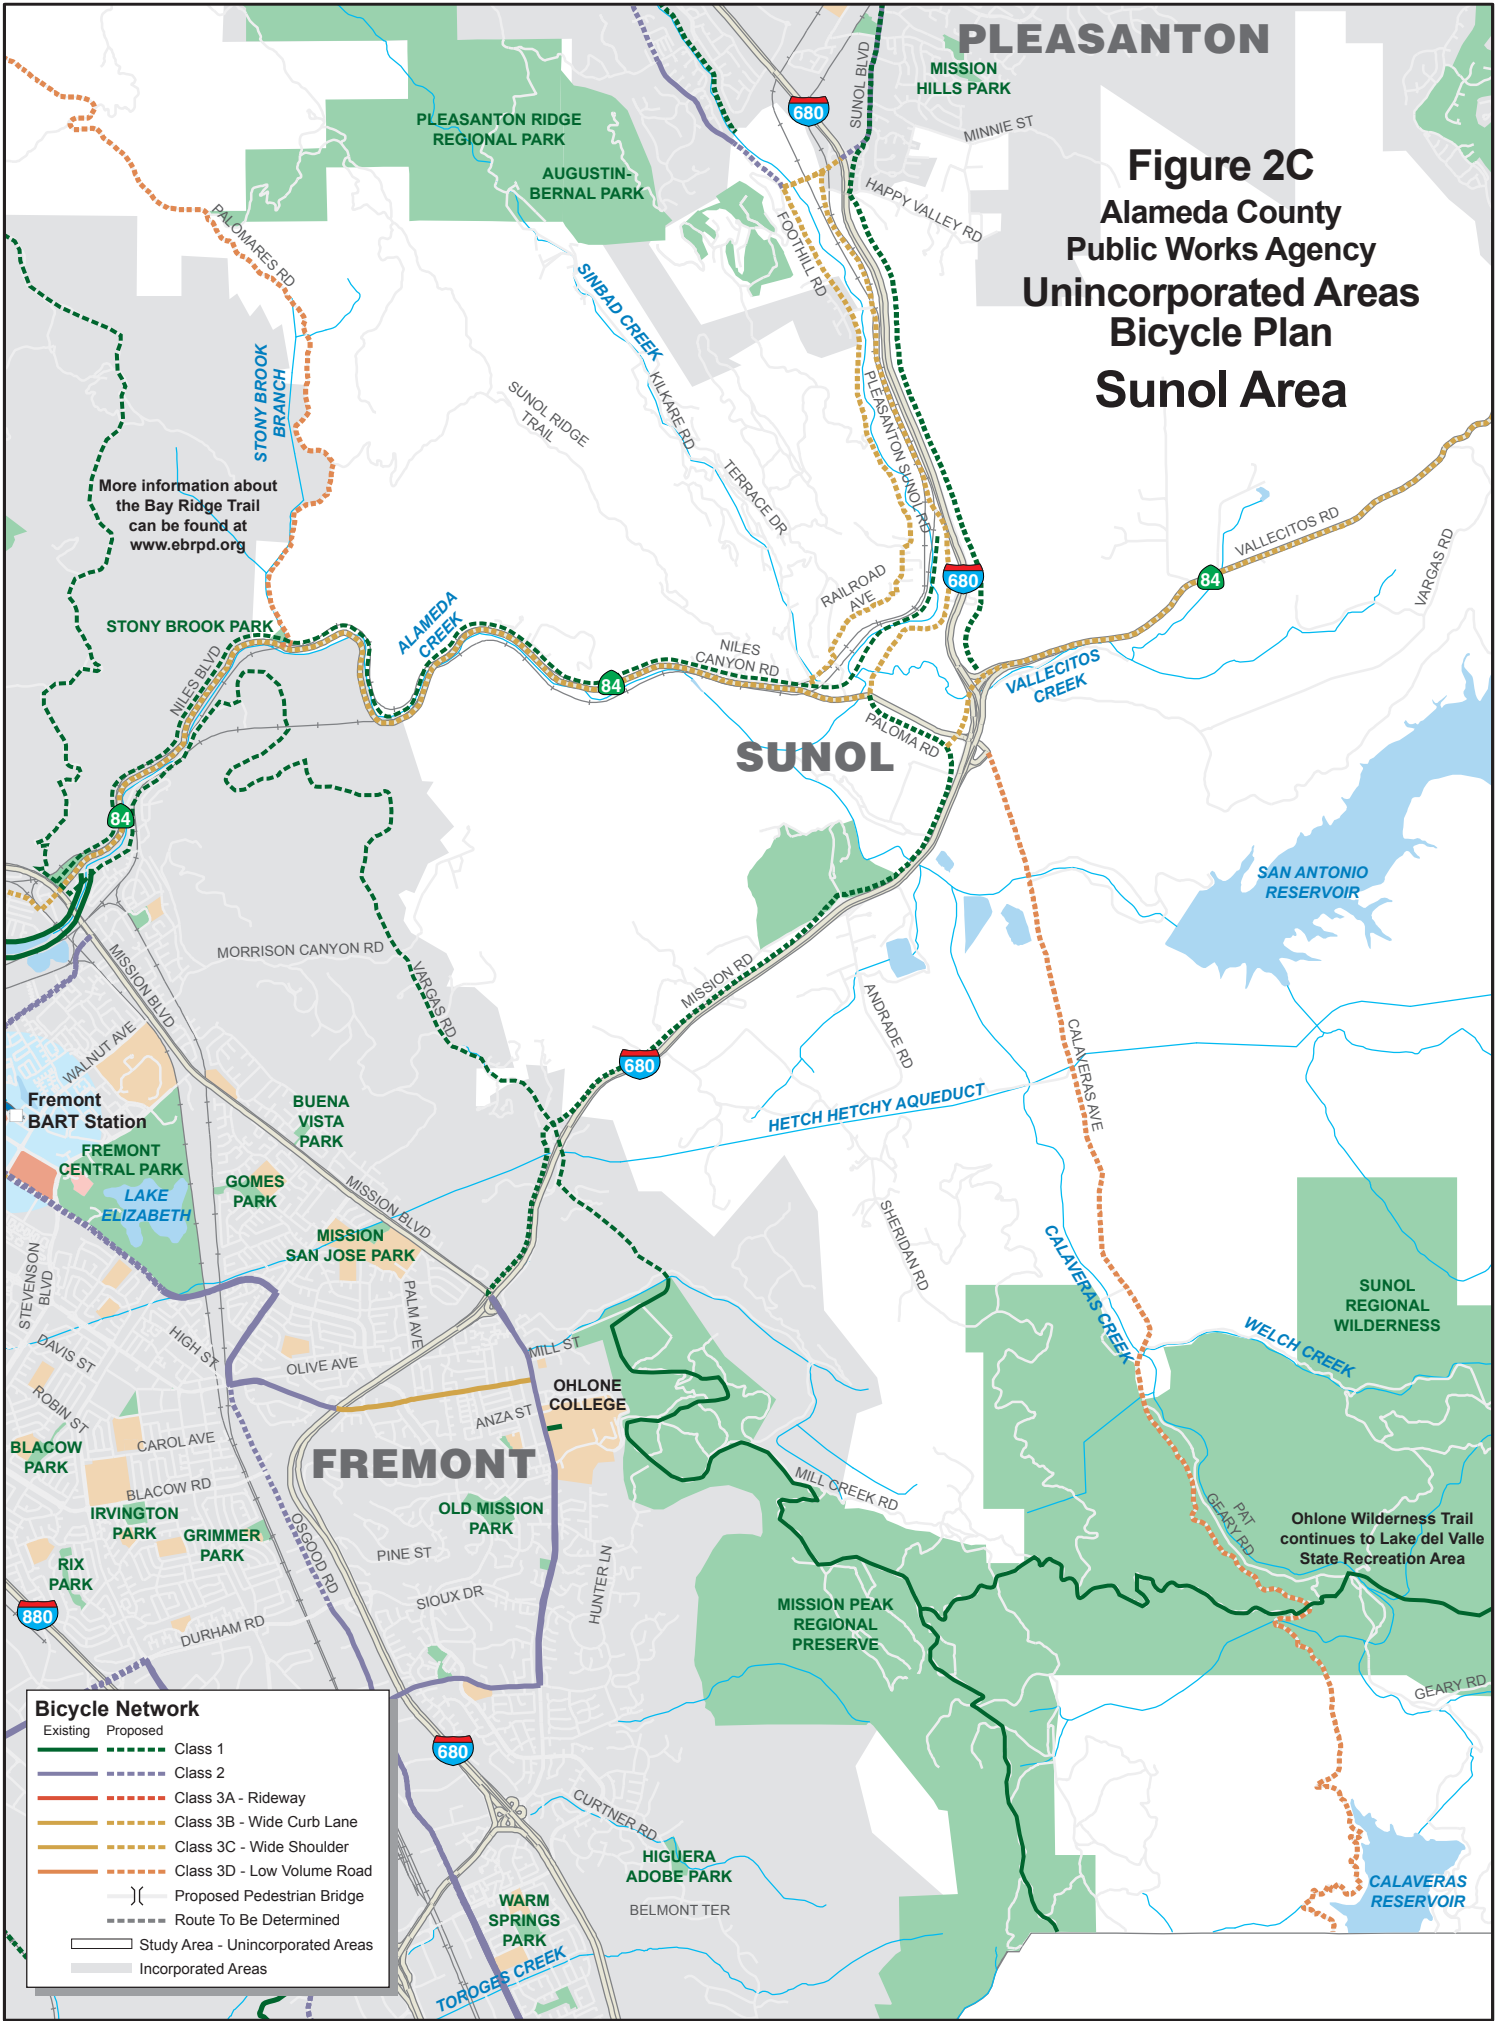 PLEASANTON
Figure 2C
Alameda County
Public Works Agency
Unincorporated Areas
Bicycle Plan
Sunol Area
MISSION
HILLS PARK
SUNOL BLVD
680
MINNIE ST
PLEASANTON RIDGE
REGIONAL PARK
AUGUSTIN-
BERNAL PARK
HAPPY VALLEY RD
FOOTHILL RD
PALOMARES RD
SINBAD CREEK
STONY BROOK
BRANCH
KILKARE RD
SUNOL RIDGE
TRAIL
PLEASANTON SUNOL RD
TERRACE DR
More information about
the Bay Ridge Trail
can be found at
www.ebrpd.org
VALLECITOS RD
VARGAS RD
84
680
RAILROAD
AVE
ALAMEDA
CREEK
STONY BROOK PARK
NILES BLVD
NILES
CANYON RD
84
VALLECITOS
CREEK
PALOMA RD
SUNOL
84
SAN ANTONIO
RESERVOIR
MORRISON CANYON RD
MISSION BLVD
VARGAS RD
MISSION RD
ANDRADE RD
CALAVERAS AVE
WALNUT AVE
680
Fremont
BART Station
BUENA
VISTA
PARK
HETCH HETCHY AQUEDUCT
FREMONT
CENTRAL PARK
LAKE
ELIZABETH
GOMES
PARK
MISSION BLVD
MISSION
SAN JOSE PARK
SHERIDAN RD
CALAVERAS CREEK
STEVENSON
BLVD
PALM AVE
SUNOL
REGIONAL
WILDERNESS
WELCH CREEK
DAVIS ST
HIGH ST
OLIVE AVE
MILL ST
ROBIN ST
OHLONE
COLLEGE
ANZA ST
BLACOW
PARK
CAROL AVE
FREMONT
BLACOW RD
MILL CREEK RD
IRVINGTON
PARK
GRIMMER
PARK
OLD MISSION
PARK
OSGOOD RD
PAT
GEARY RD
Ohlone Wilderness Trail
continues to Lake del Valle
State Recreation Area
PINE ST
RIX
PARK
SIOUX DR
HUNTER LN
880
DURHAM RD
MISSION PEAK
REGIONAL
PRESERVE
GEARY RD
680
CURTNER RD
HIGUERA
ADOBE PARK
BELMONT TER
WARM
SPRINGS
PARK
TOROGES CREEK
CALAVERAS
RESERVOIR
Bicycle Network
Existing Proposed
Class 1
Class 2
Class 3A - Rideway
Class 3B - Wide Curb Lane
Class 3C - Wide Shoulder
Class 3D - Low Volume Road
Proposed Pedestrian Bridge
Route To Be Determined
Study Area - Unincorporated Areas
Incorporated Areas